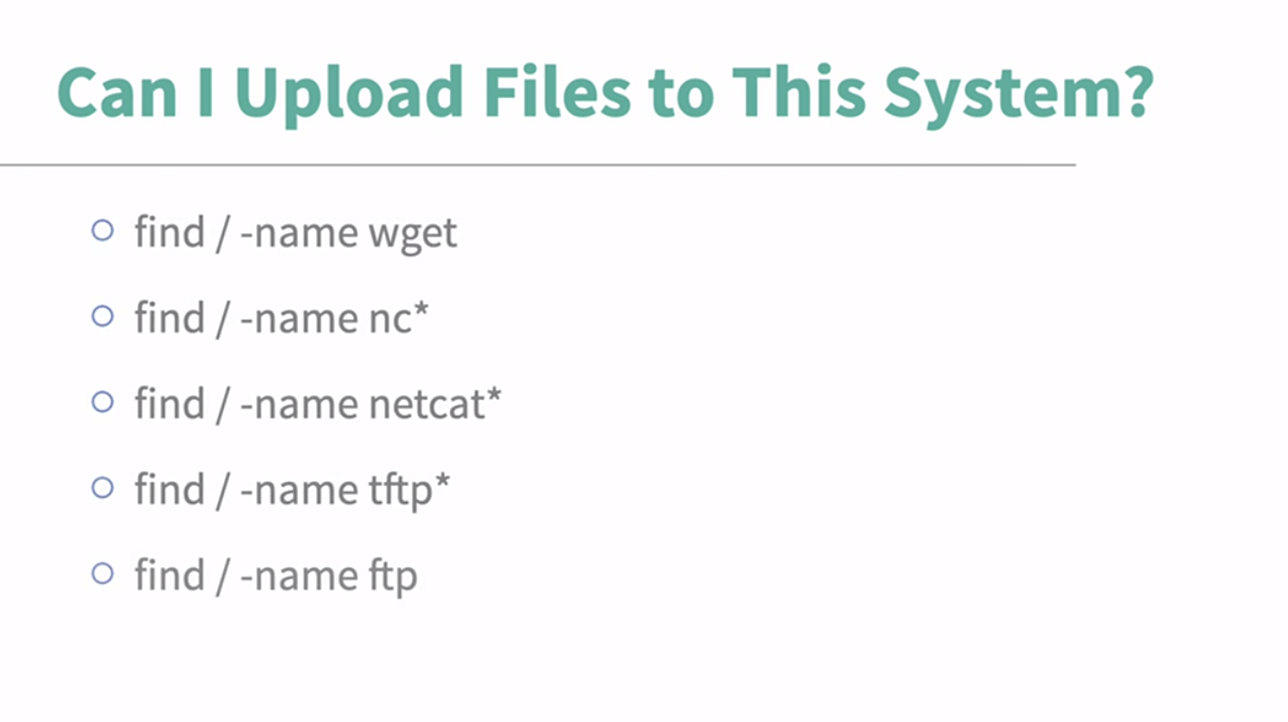 Can I Upload Files to This System?
find / -name wget
find / -name nc*
find / -name netcat*
find / -name tftp*
find / -name ftp